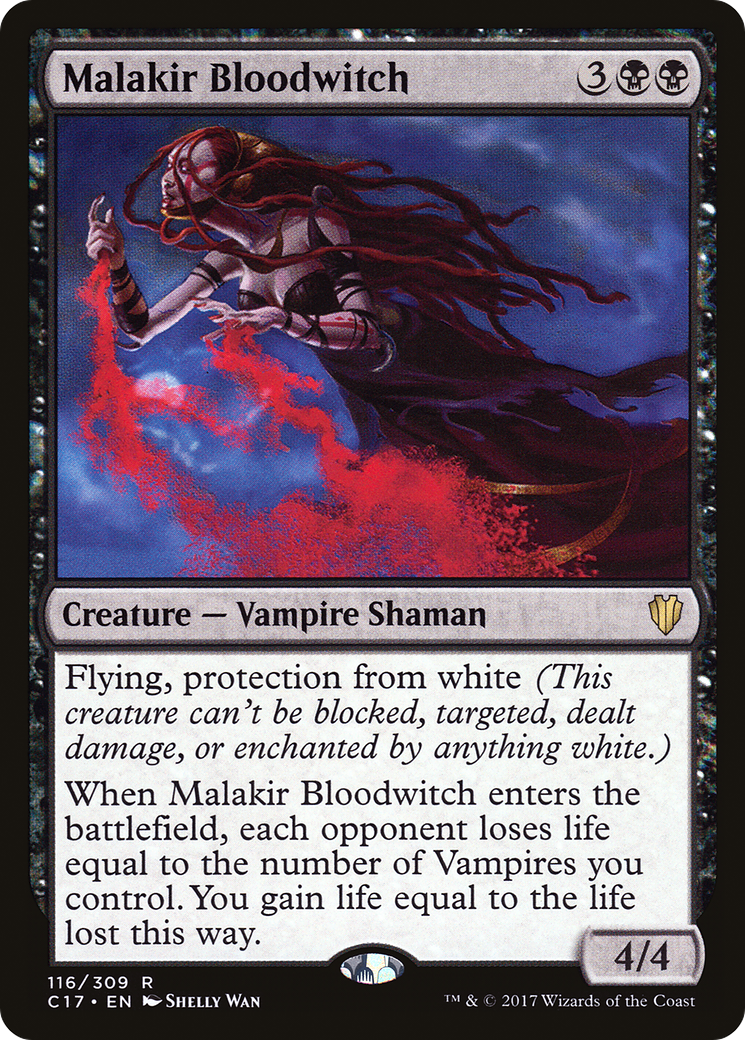 Malakir Bloodwitch 3
Creature — Vampire Shaman
Flying, protection from white (This
creature can't be blocked, targeted, dealt
damage, or enchanted by anything white.)
When Malakir Bloodwitch enters the
battlefield, each opponent loses life
equal to the number of Vampires you
control. You gain life equal to the life
lost this way.
4/4
116/309 R
C17 • EN Shelly Wan
™ & © 2017 Wizards of the Coast